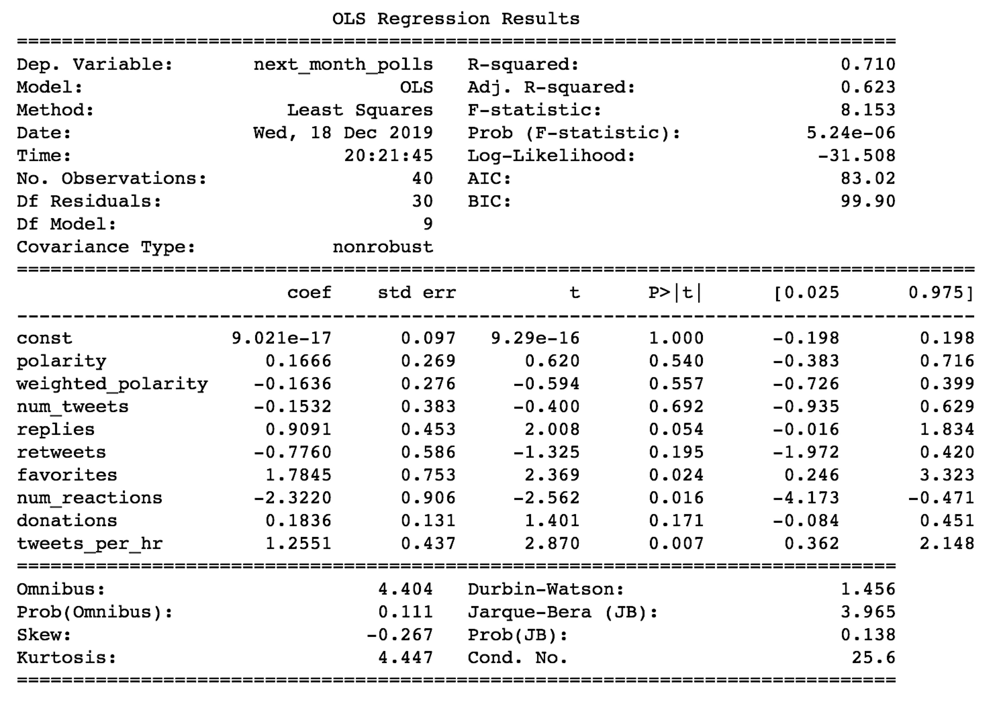 OLS Regression Results
==============================================================================
Dep. Variable: next_month_polls R-squared: 0.710
Model: OLS Adj. R-squared: 0.623
Method: Least Squares F-statistic: 8.153
Date: Wed, 18 Dec 2019 Prob (F-statistic): 5.24e-06
Time: 20:21:45 Log-Likelihood: -31.508
No. Observations: 40 AIC: 83.02
Df Residuals: 30 BIC: 99.90
Df Model: 9
Covariance Type: nonrobust
=====================================================================================
coef std err t P>|t| [0.025 0.975]
-------------------------------------------------------------------------------------
const 9.021e-17 0.097 9.29e-16 1.000 -0.198 0.198
polarity 0.1666 0.269 0.620 0.540 -0.383 0.716
weighted_polarity -0.1636 0.276 -0.594 0.557 -0.726 0.399
num_tweets -0.1532 0.383 -0.400 0.692 -0.935 0.629
replies 0.9091 0.453 2.008 0.054 -0.016 1.834
retweets -0.7760 0.586 -1.325 0.195 -1.972 0.420
favorites 1.7845 0.753 2.369 0.024 0.246 3.323
num_reactions -2.3220 0.906 -2.562 0.016 -4.173 -0.471
donations 0.1836 0.131 1.401 0.171 -0.084 0.451
tweets_per_hr 1.2551 0.437 2.870 0.007 0.362 2.148
==============================================================================
Omnibus: 4.404 Durbin-Watson: 1.456
Prob(Omnibus): 0.111 Jarque-Bera (JB): 3.965
Skew: -0.267 Prob(JB): 0.138
Kurtosis: 4.447 Cond. No. 25.6
==============================================================================